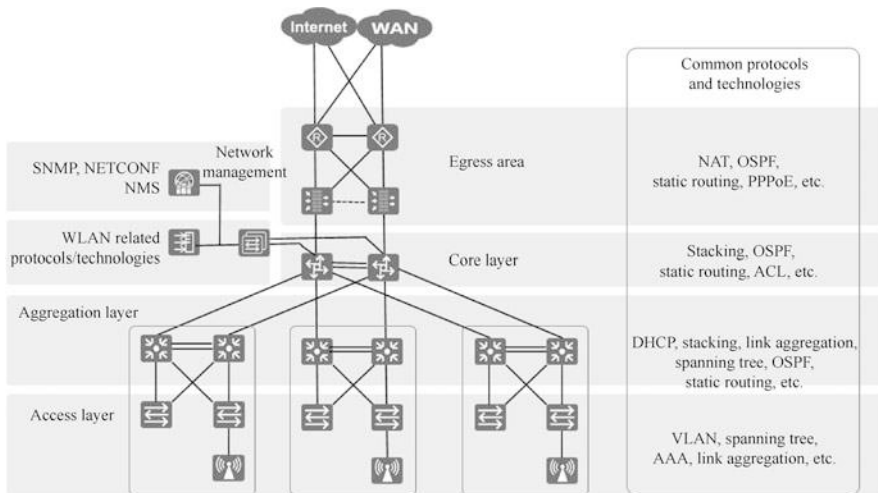 Internet
WAN
Common protocols
and technologies
R
R
Network
management
SNMP, NETCONF
NMS
Egress area
NAT, OSPF,
static routing, PPPoE, etc.
WLAN related
protocols/technologies
Core layer
Stacking, OSPF,
static routing, ACL, etc.
Aggregation layer
DHCP, stacking, link aggregation,
spanning tree, OSPF,
static routing, etc.
Access layer
VLAN, spanning tree,
AAA, link aggregation, etc.